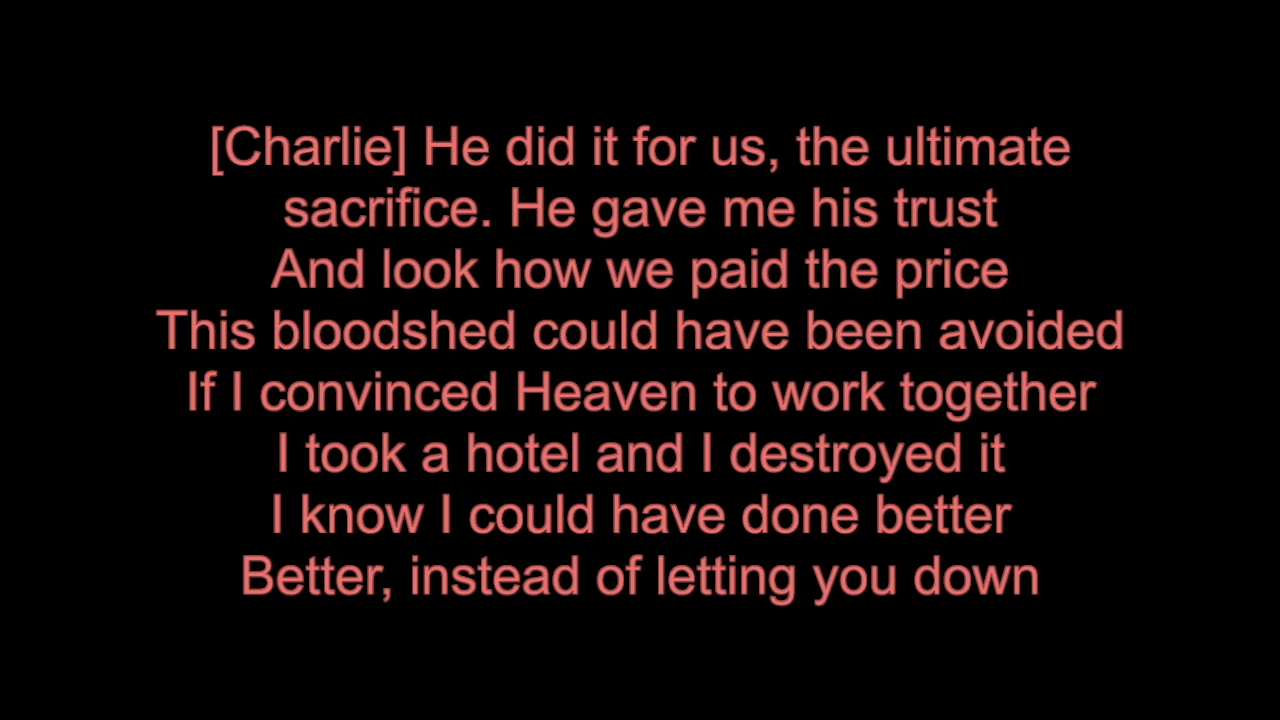 [Charlie] He did it for us, the ultimate
sacrifice. He gave me his trust
And look how we paid the price
This bloodshed could have been avoided
If I convinced Heaven to work together
I took a hotel and I destroyed it
I know I could have done better
Better, instead of letting you down